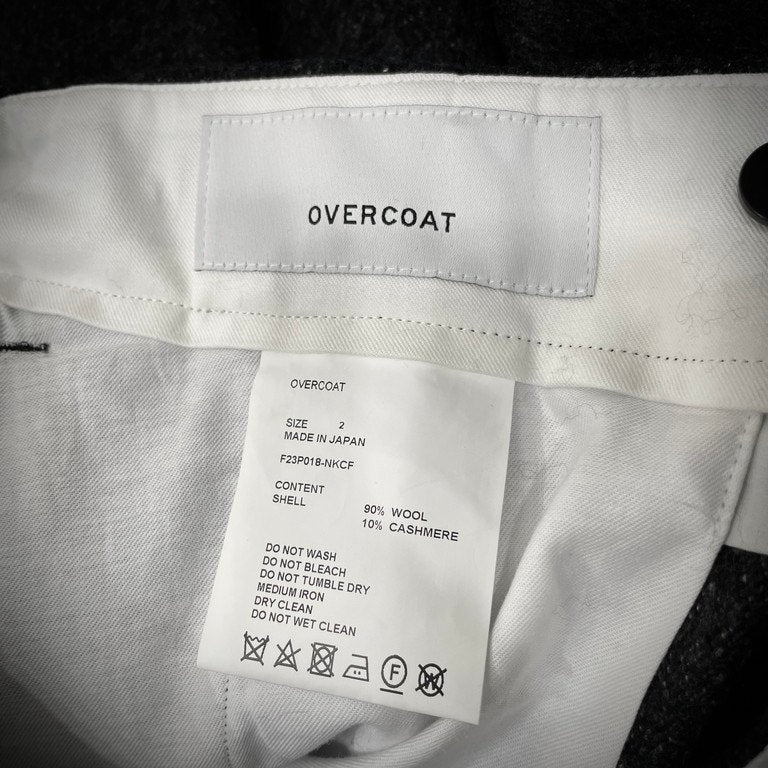 OVERCOAT
OVERCOAT
SIZE 2
MADE IN JAPAN
F23P018-NKCF
CONTENT
SHELL 90% WOOL
10% CASHMERE
DO NOT WASH
DO NOT BLEACH
DO NOT TUMBLE DRY
MEDIUM IRON
DRY CLEAN
DO NOT WET CLEAN
F W